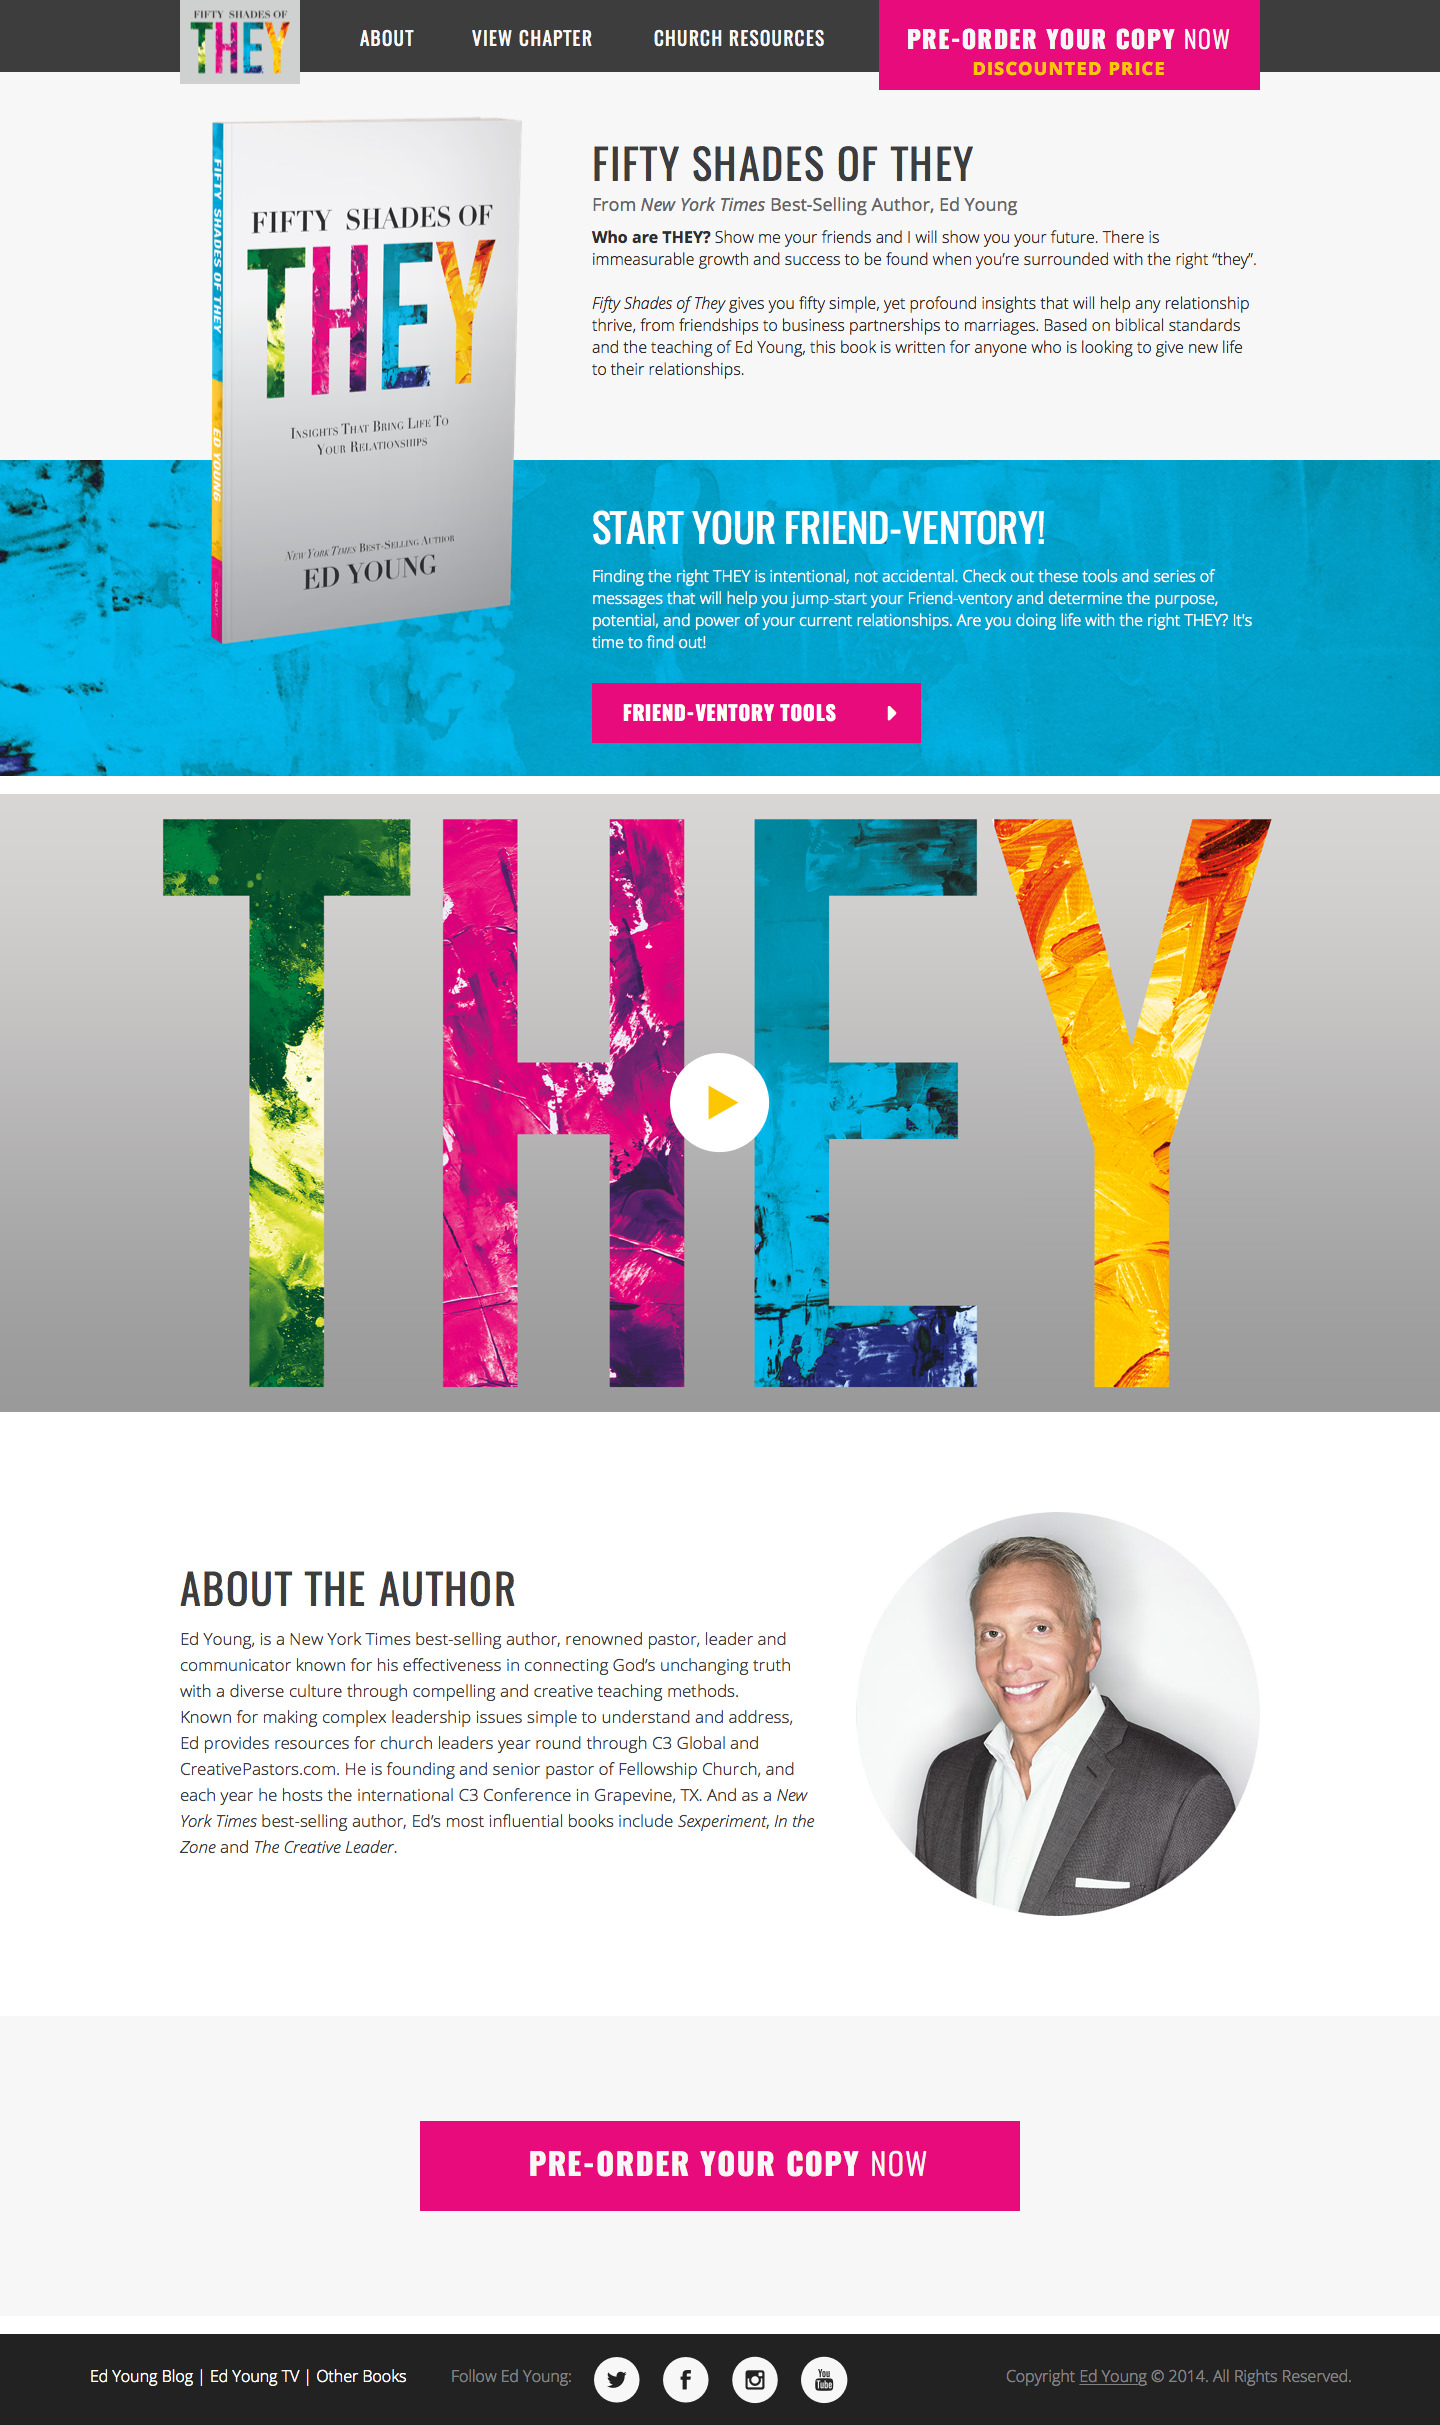 FIFTY SHADES OF
THEY
ABOUT
VIEW CHAPTER
CHURCH RESOURCES
PRE-ORDER YOUR COPY NOW
DISCOUNTED PRICE
FIFTY SHADES OF THEY
ED YOUNG
FIFTY SHADES OF
THEY
INSIGHTS THAT BRING LIFE TO
YOUR RELATIONSHIPS
NEW YORK TIMES BEST-SELLING AUTHOR
ED YOUNG
FIFTY SHADES OF THEY
From New York Times Best-Selling Author, Ed Young
Who are THEY? Show me your friends and I will show you your future. There is
immeasurable growth and success to be found when you’re surrounded with the right “they”.
Fifty Shades of They gives you fifty simple, yet profound insights that will help any relationship
thrive, from friendships to business partnerships to marriages. Based on biblical standards
and the teaching of Ed Young, this book is written for anyone who is looking to give new life
to their relationships.
START YOUR FRIEND-VENTORY!
Finding the right THEY is intentional, not accidental. Check out these tools and series of
messages that will help you jump-start your Friend-ventory and determine the purpose,
potential, and power of your current relationships. Are you doing life with the right THEY? It's
time to find out!
FRIEND-VENTORY TOOLS
THEY
ABOUT THE AUTHOR
Ed Young, is a New York Times best-selling author, renowned pastor, leader and
communicator known for his effectiveness in connecting God’s unchanging truth
with a diverse culture through compelling and creative teaching methods.
Known for making complex leadership issues simple to understand and address,
Ed provides resources for church leaders year round through C3 Global and
CreativePastors.com. He is founding and senior pastor of Fellowship Church, and
each year he hosts the international C3 Conference in Grapevine, TX. And as a New
York Times best-selling author, Ed’s most influential books include Sexperiment, In the
Zone and The Creative Leader.
PRE-ORDER YOUR COPY NOW
Ed Young Blog | Ed Young TV | Other Books
Follow Ed Young:
You
Tube
Copyright Ed Young © 2014. All Rights Reserved.